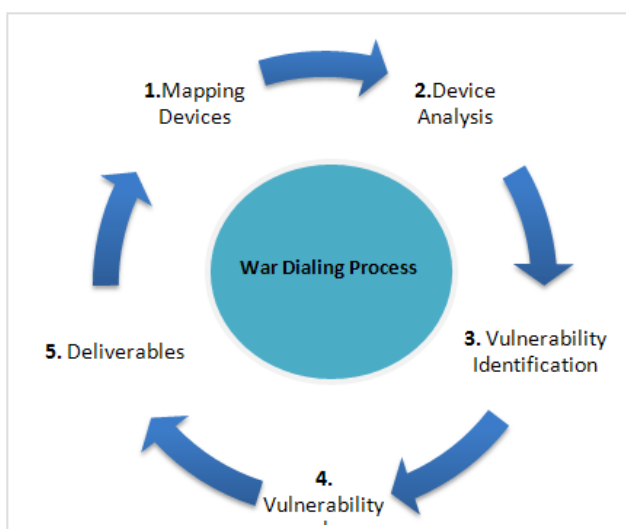 1.Mapping
Devices
2.Device
Analysis
War Dialing Process
3. Vulnerability
Identification
5. Deliverables
4.
Vulnerability